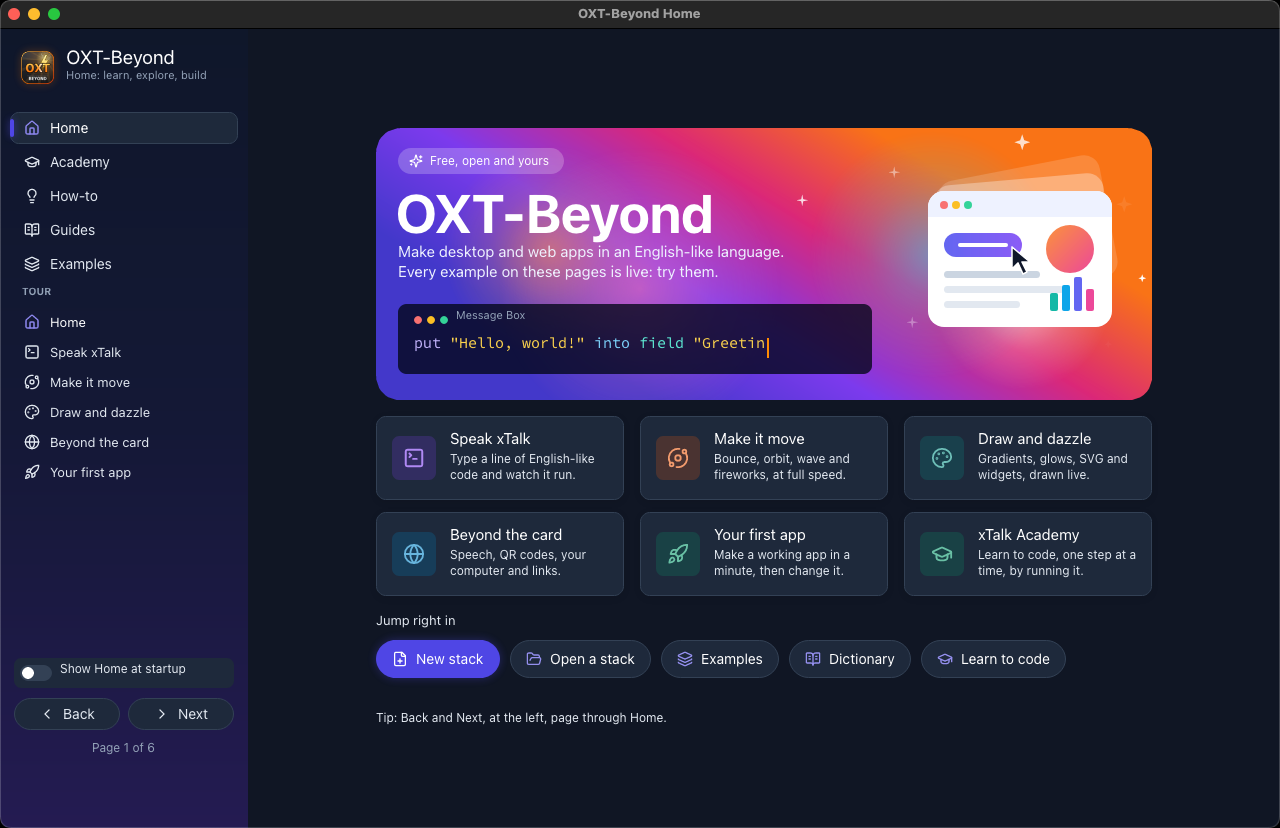 OXT-Beyond Home
OXT
BEYOND
OXT-Beyond
Home: learn, explore, build
Home
Academy
How-to
Guides
Examples
TOUR
Home
Speak xTalk
Make it move
Draw and dazzle
Beyond the card
Your first app
Show Home at startup
Back
Next
Page 1 of 6
Free, open and yours
OXT-Beyond
Make desktop and web apps in an English-like language.
Every example on these pages is live: try them.
Message Box
put "Hello, world!" into field "Greetin
Speak xTalk
Type a line of English-like
code and watch it run.
Make it move
Bounce, orbit, wave and
fireworks, at full speed.
Draw and dazzle
Gradients, glows, SVG and
widgets, drawn live.
Beyond the card
Speech, QR codes, your
computer and links.
Your first app
Make a working app in a
minute, then change it.
xTalk Academy
Learn to code, one step at a
time, by running it.
Jump right in
New stack
Open a stack
Examples
Dictionary
Learn to code
Tip: Back and Next, at the left, page through Home.